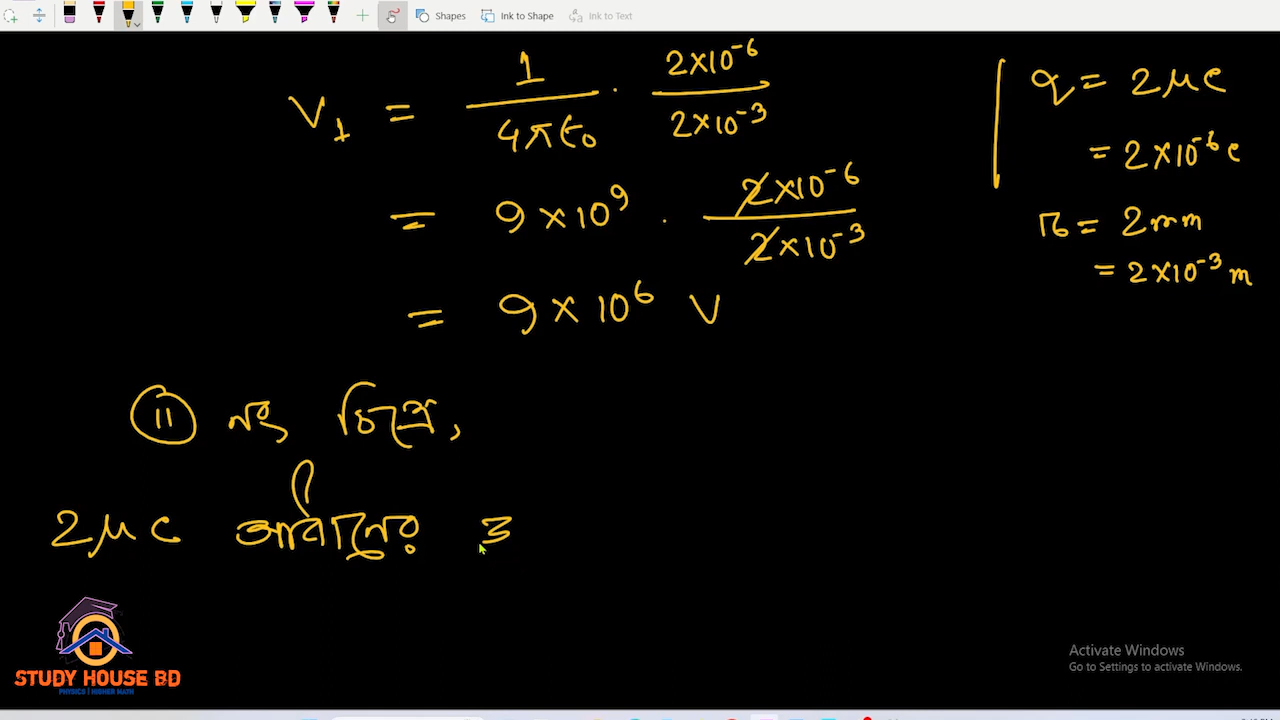 Shapes Ink to Shape Ink to Text
V₁ = 1/4πε₀ · 2×10⁻⁶/2×10⁻³
= 9×10⁹ · 2×10⁻⁶/2×10⁻³
= 9×10⁶ V
q = 2μC
= 2×10⁻⁶ C
r = 2mm
= 2×10⁻³ m
ii নং চিত্রে,
2μC আধানের
STUDY HOUSE BD
PHYSICS | HIGHER MATH
Activate Windows
Go to Settings to activate Windows.